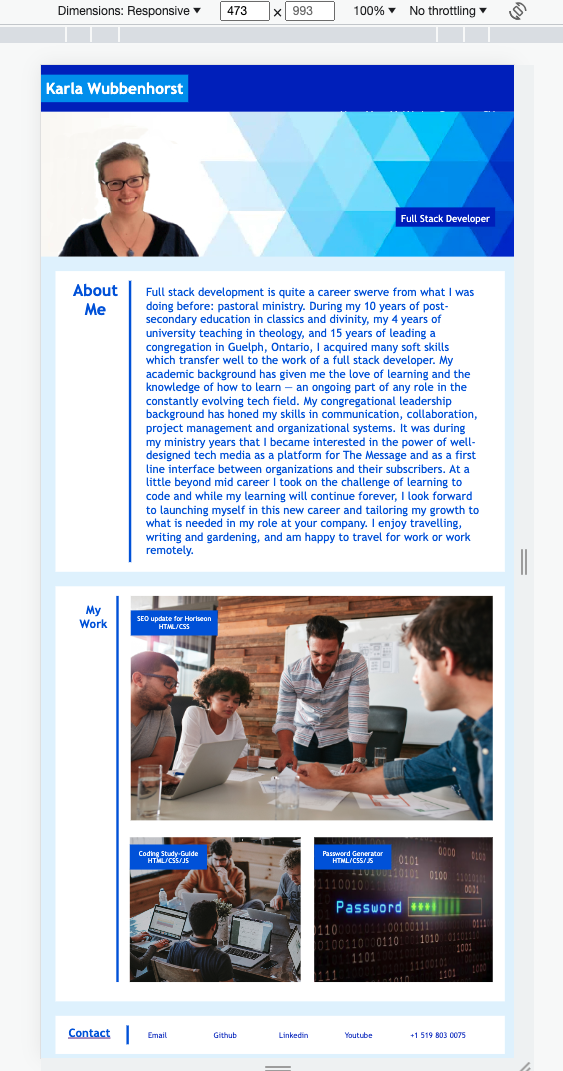 Dimensions: Responsive ▼ 473 × 993 100% ▼ No throttling ▼
Karla Wubbenhorst
Full Stack Developer
About
Me
Full stack development is quite a career swerve from what I was
doing before: pastoral ministry. During my 10 years of post-
secondary education in classics and divinity, my 4 years of
university teaching in theology, and 15 years of leading a
congregation in Guelph, Ontario, I acquired many soft skills
which transfer well to the work of a full stack developer. My
academic background has given me the love of learning and the
knowledge of how to learn — an ongoing part of any role in the
constantly evolving tech field. My congregational leadership
background has honed my skills in communication, collaboration,
project management and organizational systems. It was during
my ministry years that I became interested in the power of well-
designed tech media as a platform for The Message and as a first
line interface between organizations and their subscribers. At a
little beyond mid career I took on the challenge of learning to
code and while my learning will continue forever, I look forward
to launching myself in this new career and tailoring my growth to
what is needed in my role at your company. I enjoy travelling,
writing and gardening, and am happy to travel for work or work
remotely.
My
Work
SEO update for Horiseon
HTML/CSS
Coding Study-Guide
HTML/CSS/JS
Password Generator
HTML/CSS/JS
Password
Contact Email Github Linkedin Youtube +1 519 803 0075